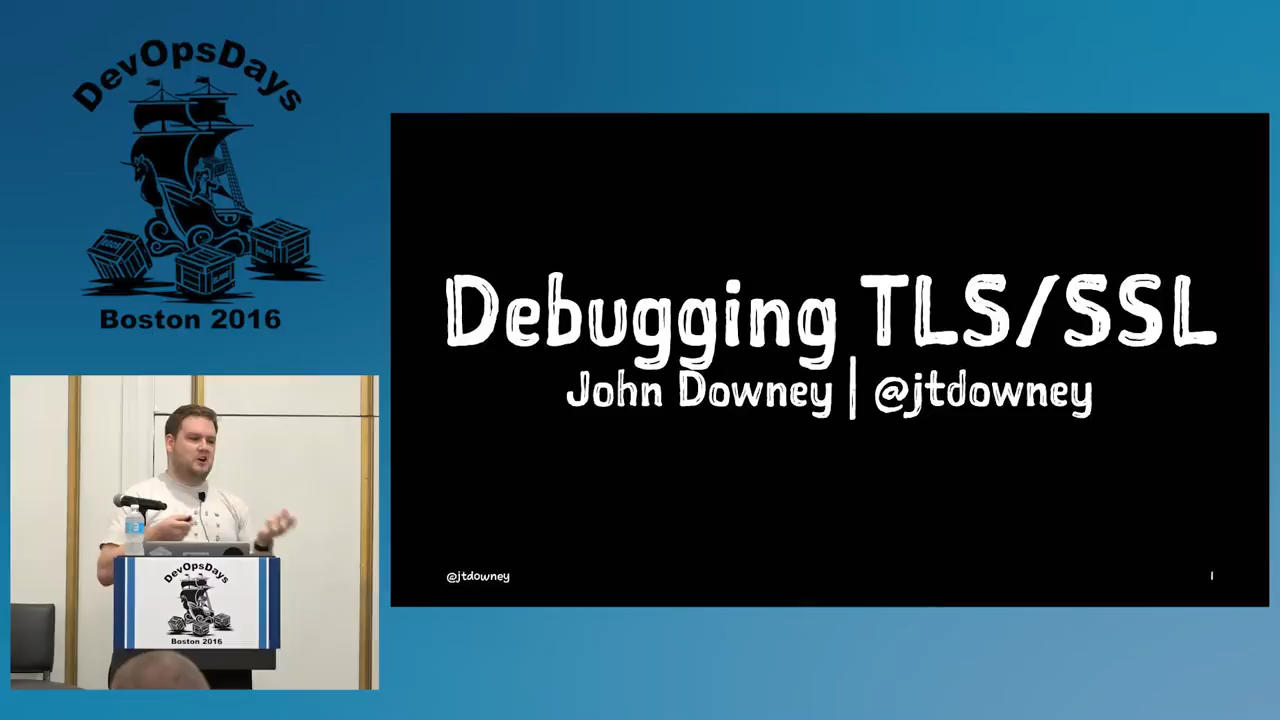 DevOpsDays
Boston 2016
Debugging TLS/SSL
John Downey | @jtdowney
@jtdowney
1
DevOpsDays
Boston 2016